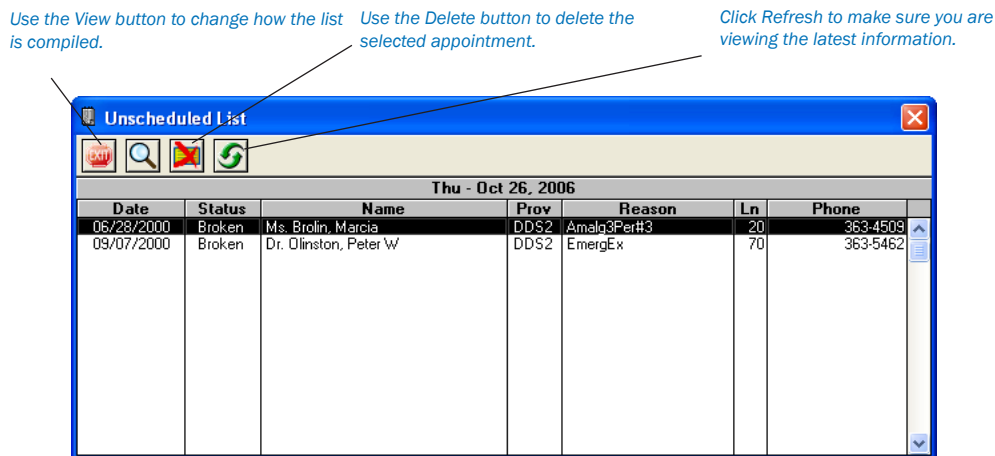 Use the View button to change how the list
is compiled.
Use the Delete button to delete the
selected appointment.
Click Refresh to make sure you are
viewing the latest information.
Unscheduled List
EXIT
Thu - Oct 26, 2006
Date Status Name Prov Reason Ln Phone
06/28/2000 Broken Ms. Brolin, Marcia DDS2 Amalg3Per#3 20 363-4509
09/07/2000 Broken Dr. Olinston, Peter W DDS2 EmergEx 70 363-5462